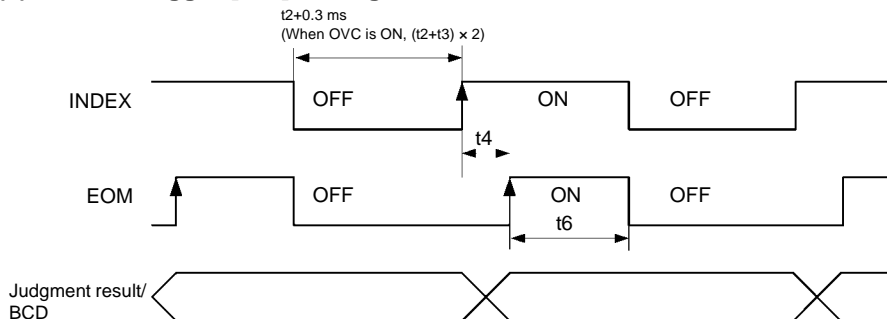 t2+0.3 ms
(When OVC is ON, (t2+t3) × 2)
INDEX OFF ON OFF
t4
EOM OFF ON OFF
t6
Judgment result/
BCD